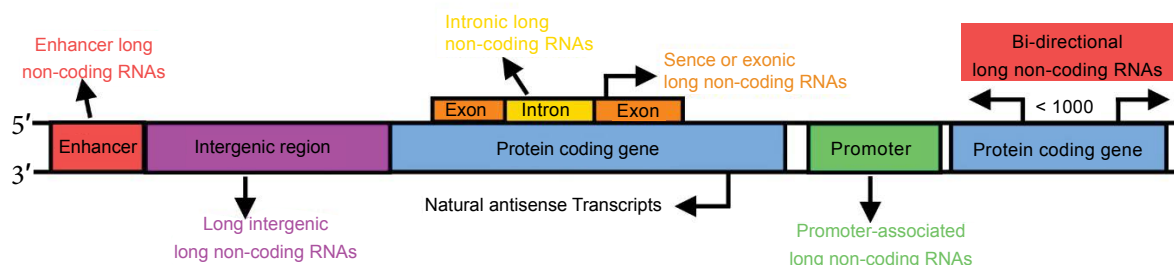 Enhancer long
non-coding RNAs
Intronic long
non-coding RNAs
Sence or exonic
long non-coding RNAs
Bi-directional
long non-coding RNAs
< 1000
Exon
Intron
Exon
5′
3′
Enhancer
Intergenic region
Protein coding gene
Promoter
Protein coding gene
Natural antisense Transcripts
Long intergenic
long non-coding RNAs
Promoter-associated
long non-coding RNAs